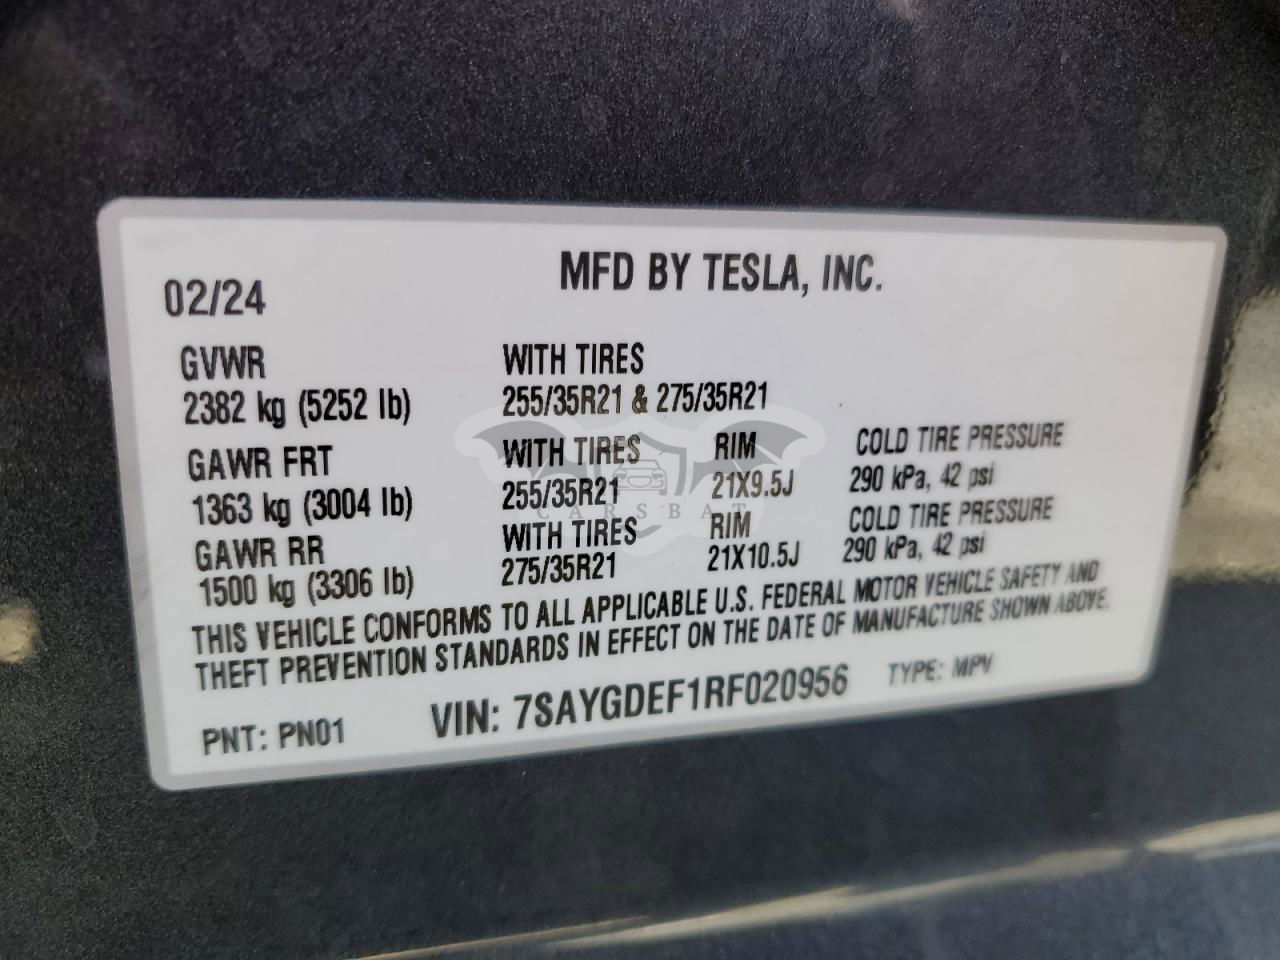 MFD BY TESLA, INC.
02/24
GVWR WITH TIRES
2382 kg (5252 lb) 255/35R21 & 275/35R21
GAWR FRT WITH TIRES RIM COLD TIRE PRESSURE
1363 kg (3004 lb) 255/35R21 21X9.5J 290 kPa, 42 psi
CARSBAT
GAWR RR WITH TIRES RIM COLD TIRE PRESSURE
1500 kg (3306 lb) 275/35R21 21X10.5J 290 kPa, 42 psi
THIS VEHICLE CONFORMS TO ALL APPLICABLE U.S. FEDERAL MOTOR VEHICLE SAFETY AND
THEFT PREVENTION STANDARDS IN EFFECT ON THE DATE OF MANUFACTURE SHOWN ABOVE.
PNT: PN01 VIN: 7SAYGDEF1RF020956 TYPE: MPV